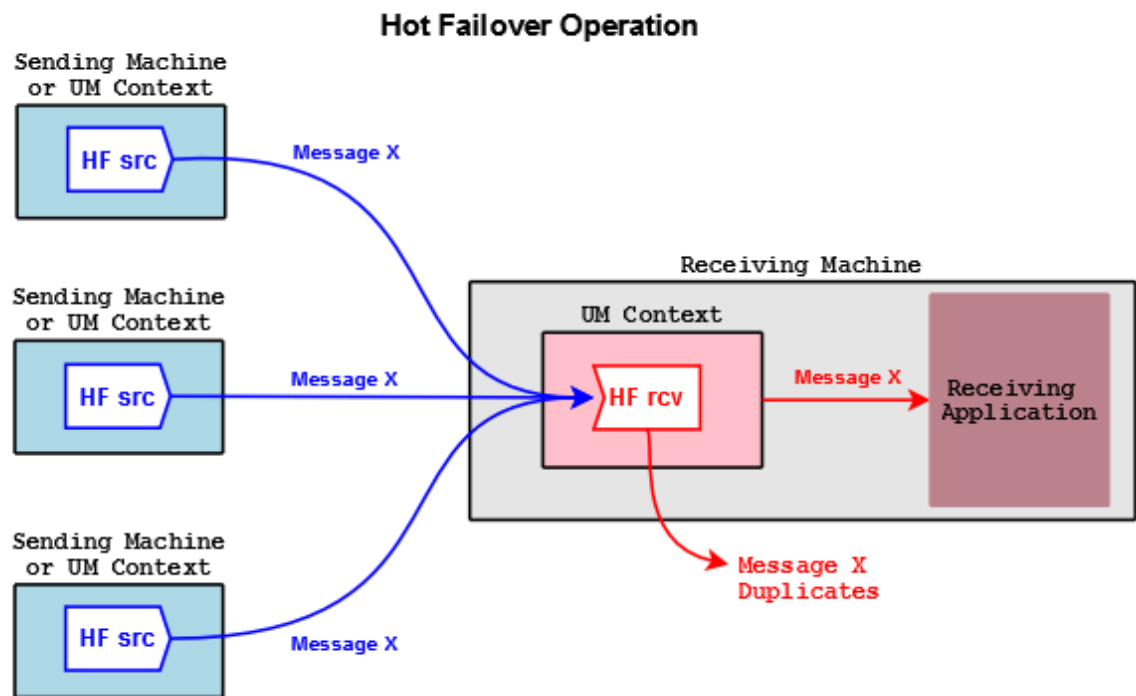 Hot Failover Operation
Sending Machine
or UM Context
HF src
Message X
Sending Machine
or UM Context
HF src
Message X
Sending Machine
or UM Context
HF src
Message X
Receiving Machine
UM Context
HF rcv
Message X
Receiving
Application
Message X
Duplicates